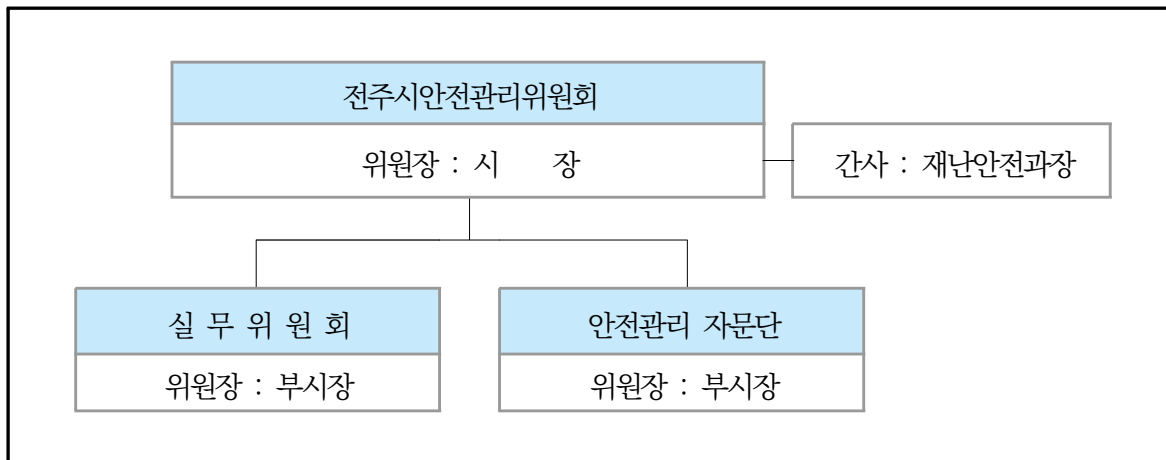 전주시안전관리위원회
위원장 : 시 장
간사 : 재난안전과장
실 무 위 원 회
안전관리 자문단
위원장 : 부시장
위원장 : 부시장